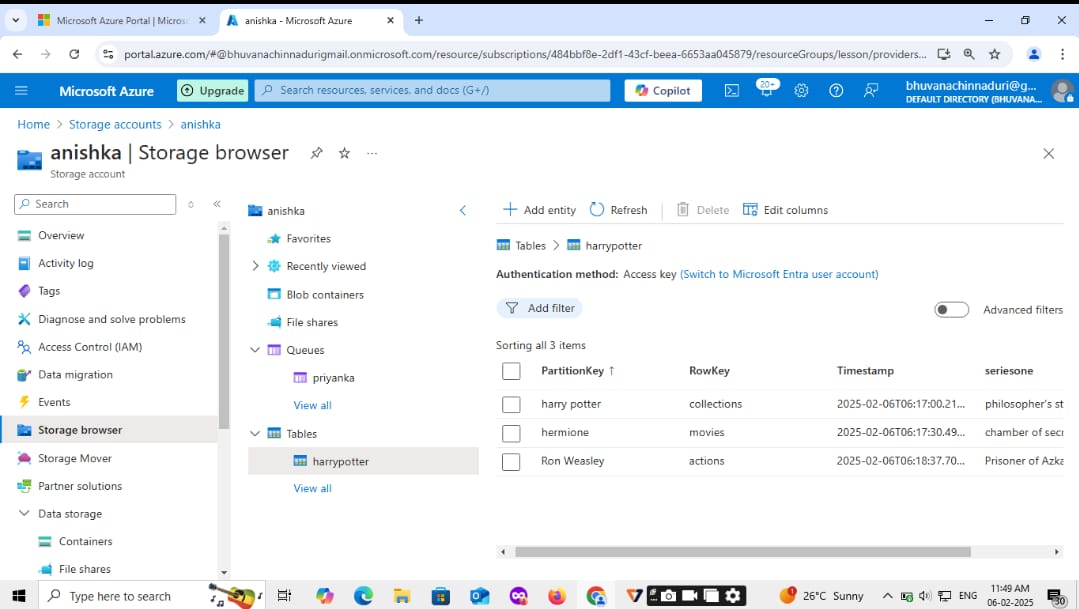 Microsoft Azure Portal | Micros
anishka - Microsoft Azure
portal.azure.com/#@bhuvanachinnadurigmail.onmicrosoft.com/resource/subscriptions/484bbf8e-2df1-43cf-beea-6653aa045879/resourceGroups/lesson/providers...
Microsoft Azure
Upgrade
Search resources, services, and docs (G+/)
Copilot
20+
bhuvanachinnaduri@g...
DEFAULT DIRECTORY (BHUVANA...
Home > Storage accounts > anishka
anishka | Storage browser
...
Storage account
Search
Overview
Activity log
Tags
Diagnose and solve problems
Access Control (IAM)
Data migration
Events
Storage browser
Storage Mover
Partner solutions
Data storage
Containers
File shares
anishka
Favorites
Recently viewed
Blob containers
File shares
Queues
priyanka
View all
Tables
harrypotter
View all
Add entity Refresh Delete Edit columns
Tables > harrypotter
Authentication method: Access key (Switch to Microsoft Entra user account)
Add filter
Advanced filters
Sorting all 3 items
PartitionKey ↑ RowKey Timestamp seriesone
harry potter collections 2025-02-06T06:17:00.21... philosopher's st
hermione movies 2025-02-06T06:17:30.49... chamber of secr
Ron Weasley actions 2025-02-06T06:18:37.70... Prisoner of Azka
Type here to search
26°C Sunny
ENG
11:49 AM
06-02-2025
30